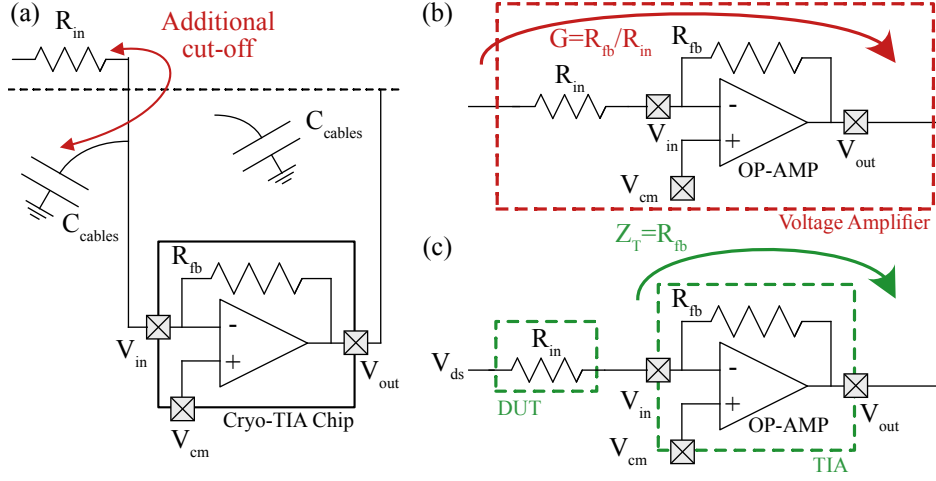 (a)
R_in
Additional
cut-off
C_cables
C_cables
R_fb
-
+
V_in
V_out
V_cm
Cryo-TIA Chip
(b)
G=R_fb/R_in
R_fb
R_in
V_in
-
+
V_cm
OP-AMP
V_out
Voltage Amplifier
(c)
Z_T=R_fb
R_fb
V_ds
R_in
DUT
V_in
-
+
V_cm
OP-AMP
V_out
TIA